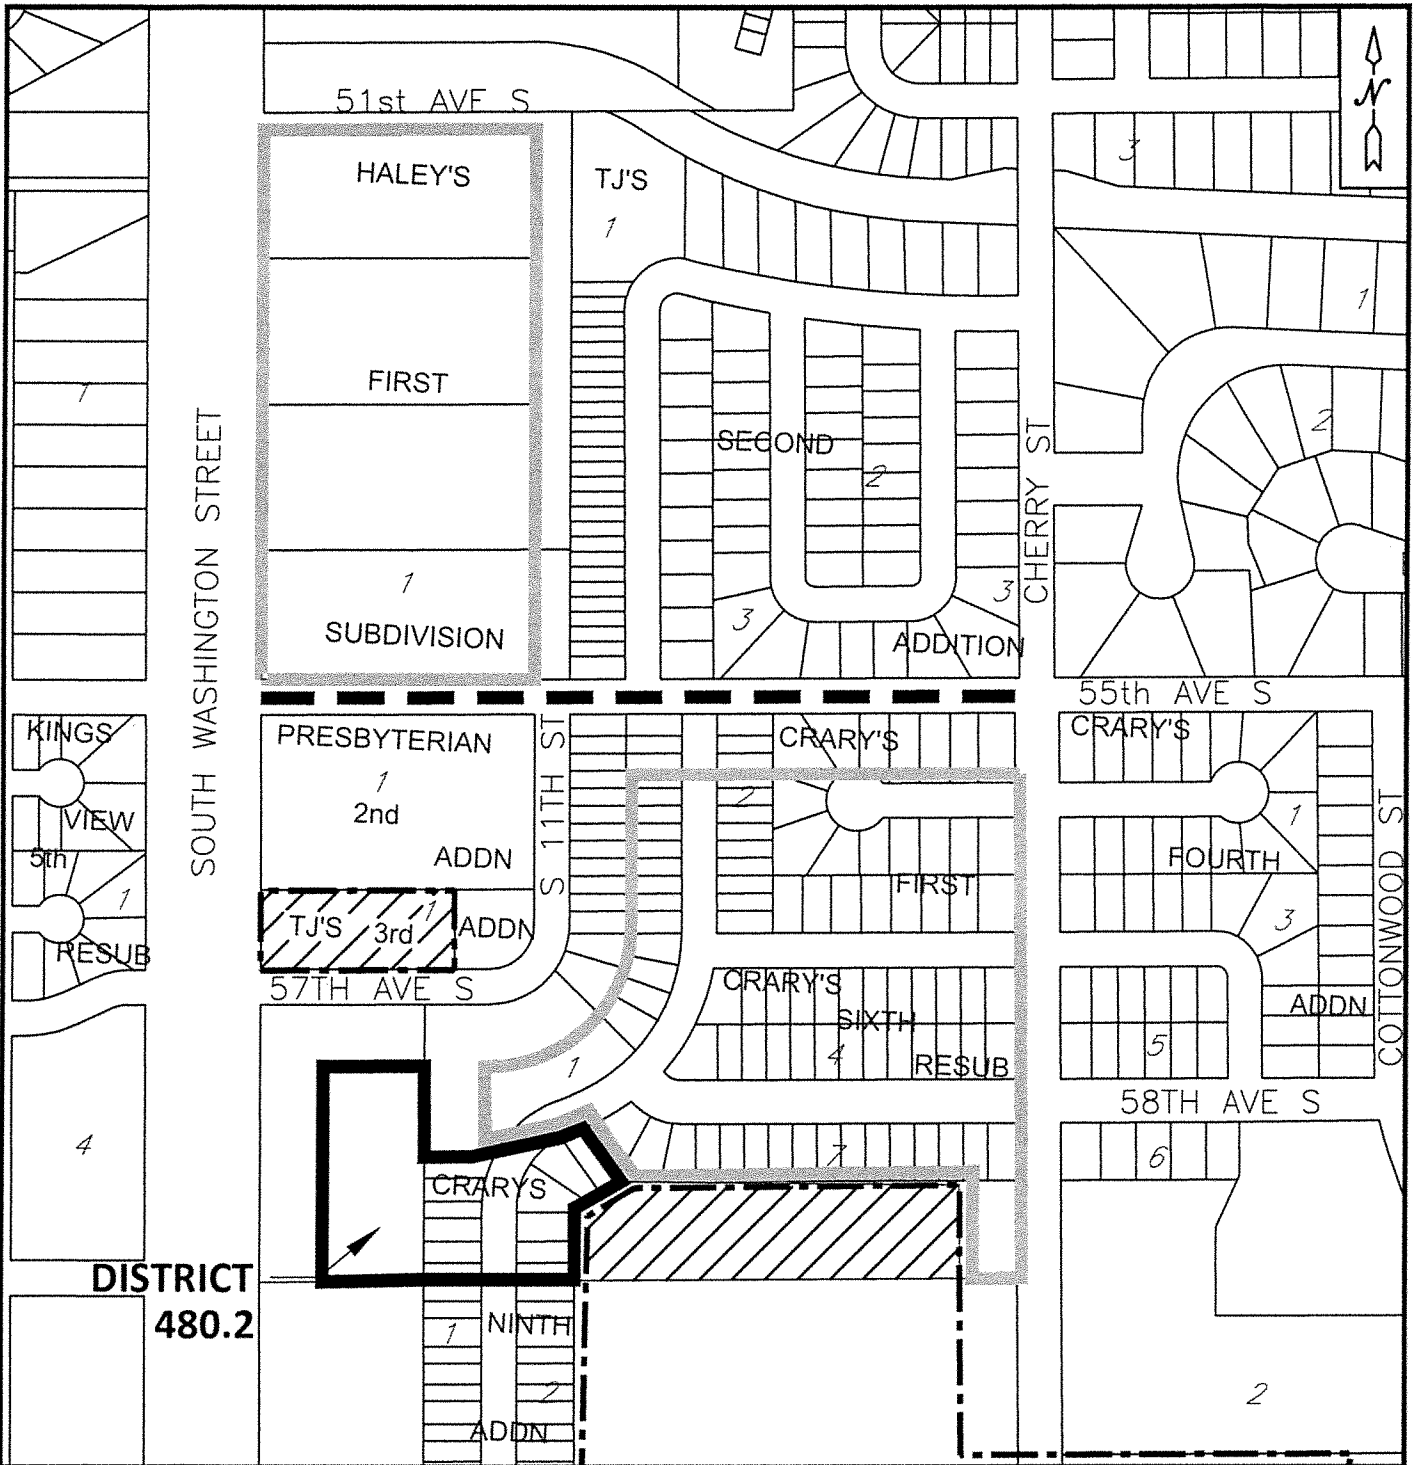 N
51st AVE S
HALEY'S
TJ'S
3
1
1
FIRST
1
2
SECOND
2
SOUTH WASHINGTON STREET
CHERRY ST
1
3
3
SUBDIVISION
ADDITION
55th AVE S
KINGS
PRESBYTERIAN
CRARY'S
CRARY'S
1
2nd
S 11TH ST
2
VIEW
1
5th
ADDN
FOURTH
COTTONWOOD ST
1
FIRST
TJ'S 3rd 1 ADDN
3
RESUB
57TH AVE S
CRARY'S
SIXTH
ADDN
4
5
1
RESUB
58TH AVE S
4
7
6
CRARYS
DISTRICT
480.2
1
NINTH
2
2
ADDN